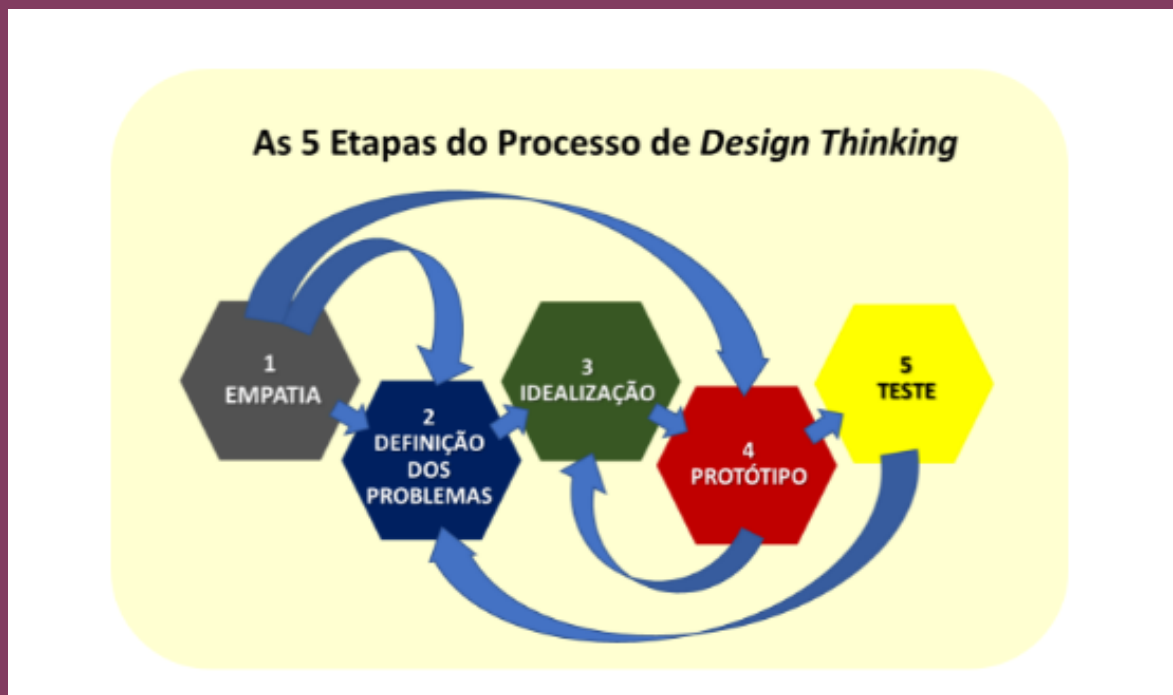 As 5 Etapas do Processo de Design Thinking
1
EMPATIA
2
DEFINIÇÃO
DOS
PROBLEMAS
3
IDEALIZAÇÃO
4
PROTÓTIPO
5
TESTE